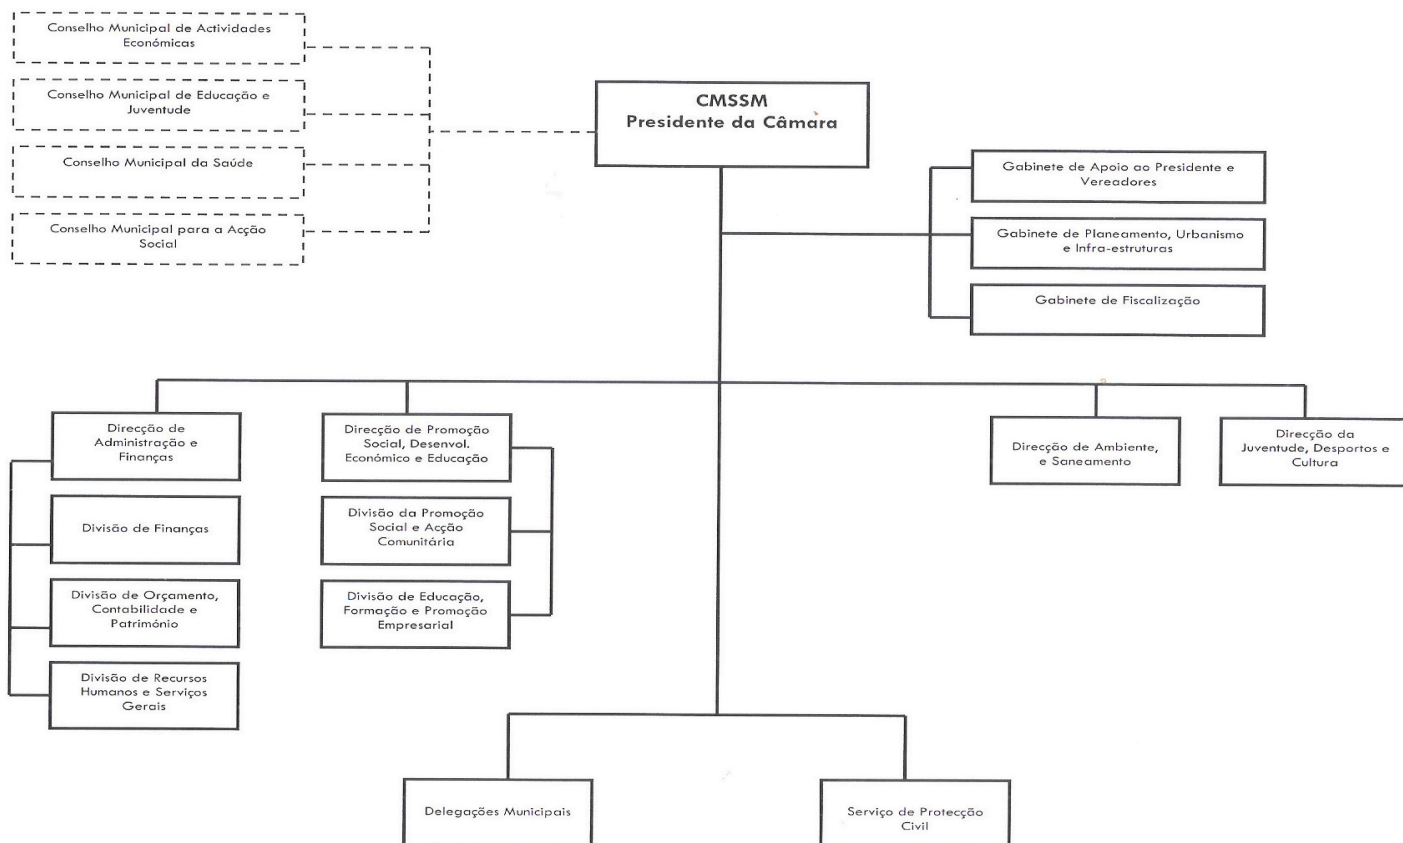 Conselho Municipal de Actividades
Económicas
Conselho Municipal de Educação e
Juventude
Conselho Municipal da Saúde
Conselho Municipal para a Acção
Social
CMSSM
Presidente da Câmara
Gabinete de Apoio ao Presidente e
Vereadores
Gabinete de Planeamento, Urbanismo
e Infra-estruturas
Gabinete de Fiscalização
Direcção de
Administração e
Finanças
Divisão de Finanças
Divisão de Orçamento,
Contabilidade e
Património
Divisão de Recursos
Humanos e Serviços
Gerais
Direcção de Promoção
Social, Desenvol.
Económico e Educação
Divisão da Promoção
Social e Acção
Comunitária
Divisão de Educação,
Formação e Promoção
Empresarial
Direcção de Ambiente,
e Saneamento
Direcção da
Juventude, Desportos e
Cultura
Delegações Municipais
Serviço de Protecção
Civil